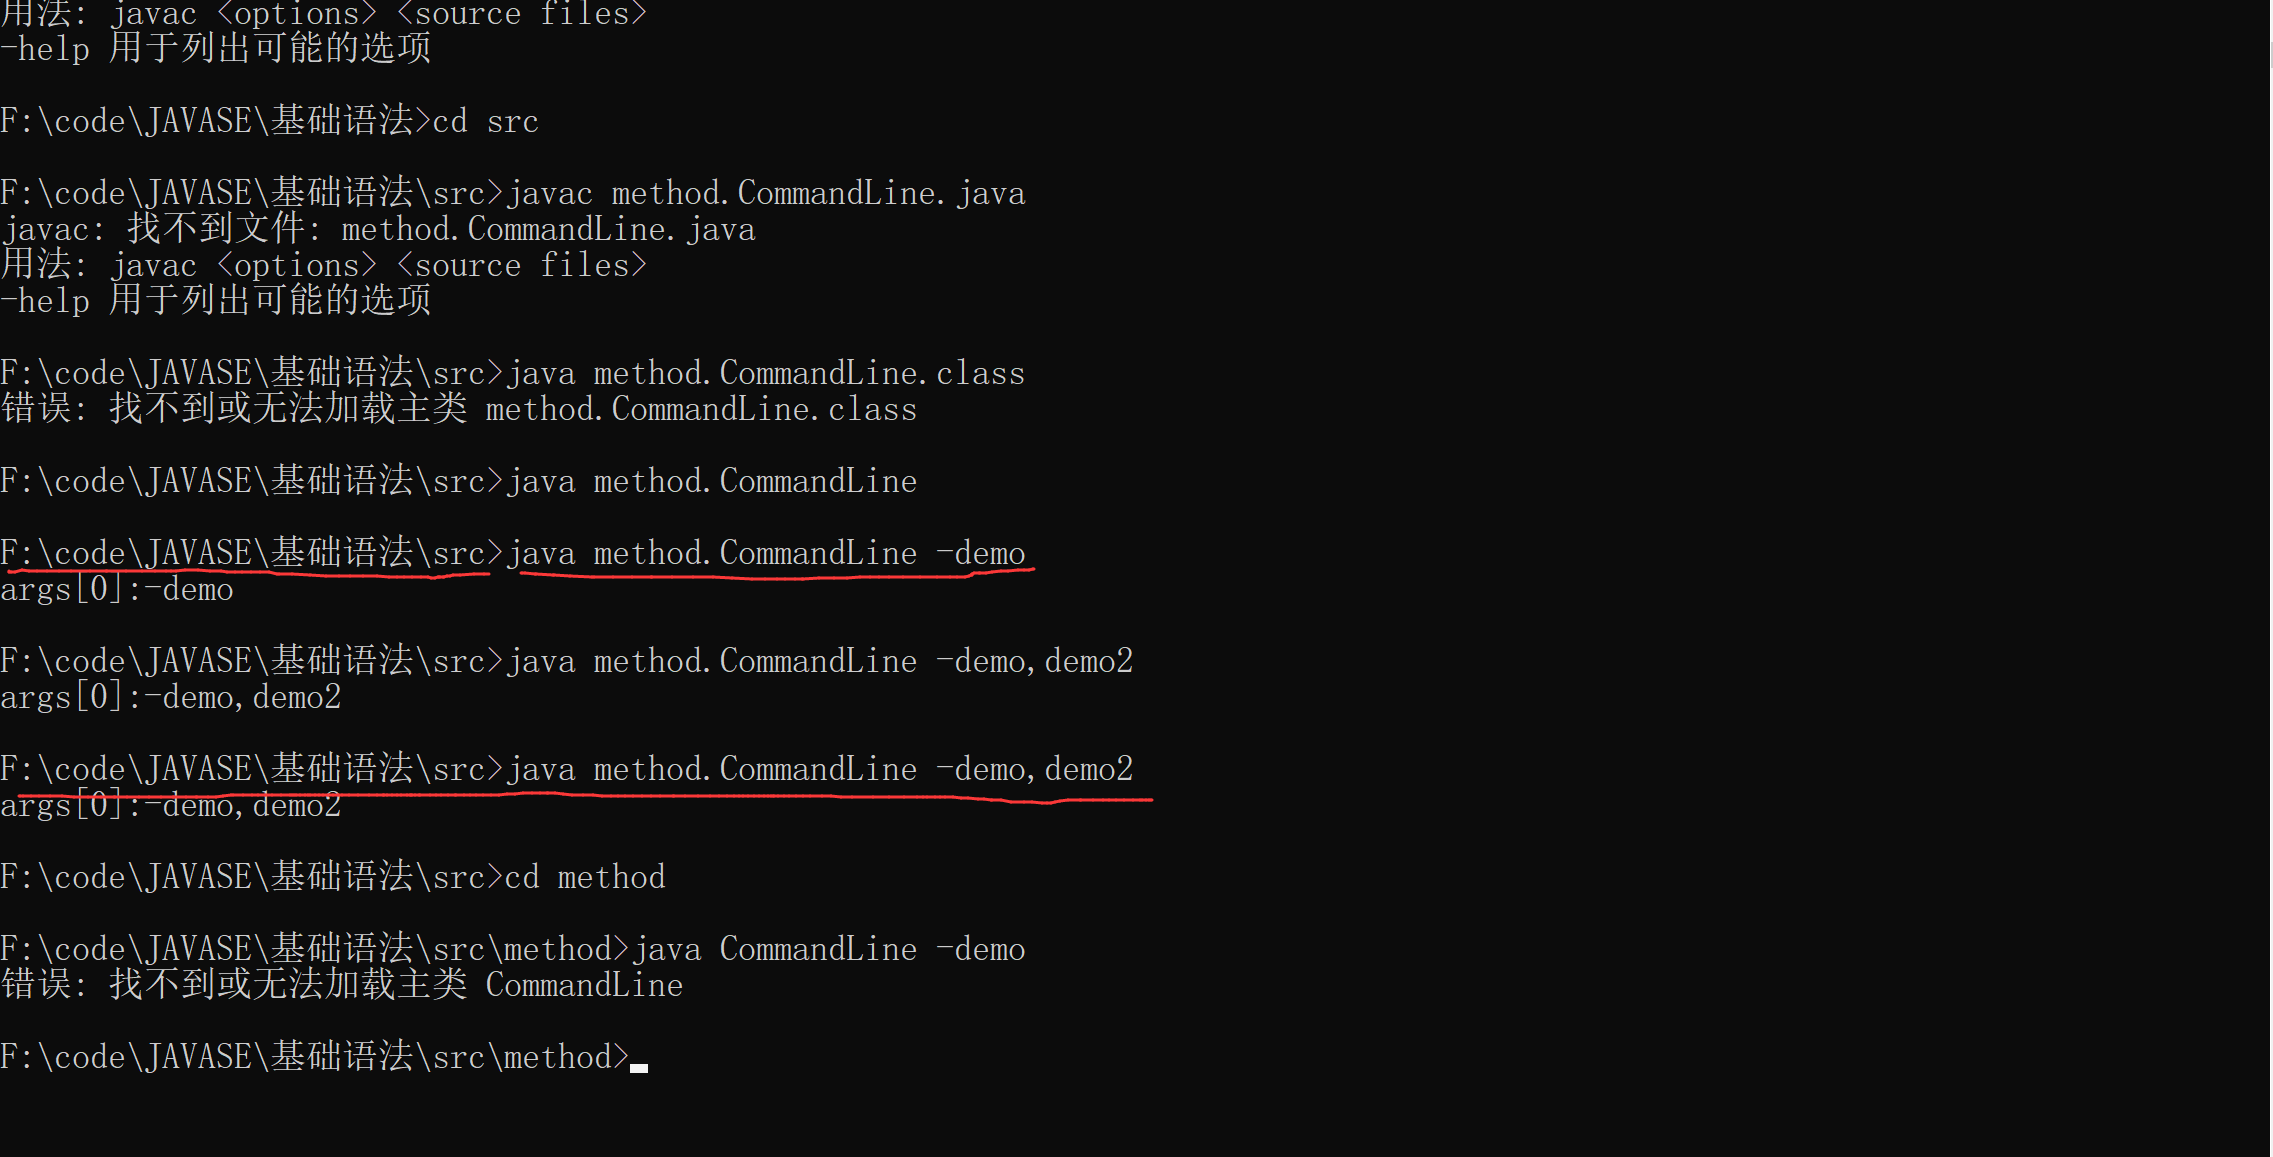 用法: javac <options> <source files>
-help 用于列出可能的选项
F:\code\JAVASE\基础语法>cd src
F:\code\JAVASE\基础语法\src>javac method.CommandLine.java
javac: 找不到文件: method.CommandLine.java
用法: javac <options> <source files>
-help 用于列出可能的选项
F:\code\JAVASE\基础语法\src>java method.CommandLine.class
错误: 找不到或无法加载主类 method.CommandLine.class
F:\code\JAVASE\基础语法\src>java method.CommandLine
F:\code\JAVASE\基础语法\src>java method.CommandLine -demo
args[0]:-demo
F:\code\JAVASE\基础语法\src>java method.CommandLine -demo,demo2
args[0]:-demo,demo2
F:\code\JAVASE\基础语法\src>java method.CommandLine -demo,demo2
args[0]:-demo,demo2
F:\code\JAVASE\基础语法\src>cd method
F:\code\JAVASE\基础语法\src\method>java CommandLine -demo
错误: 找不到或无法加载主类 CommandLine
F:\code\JAVASE\基础语法\src\method>